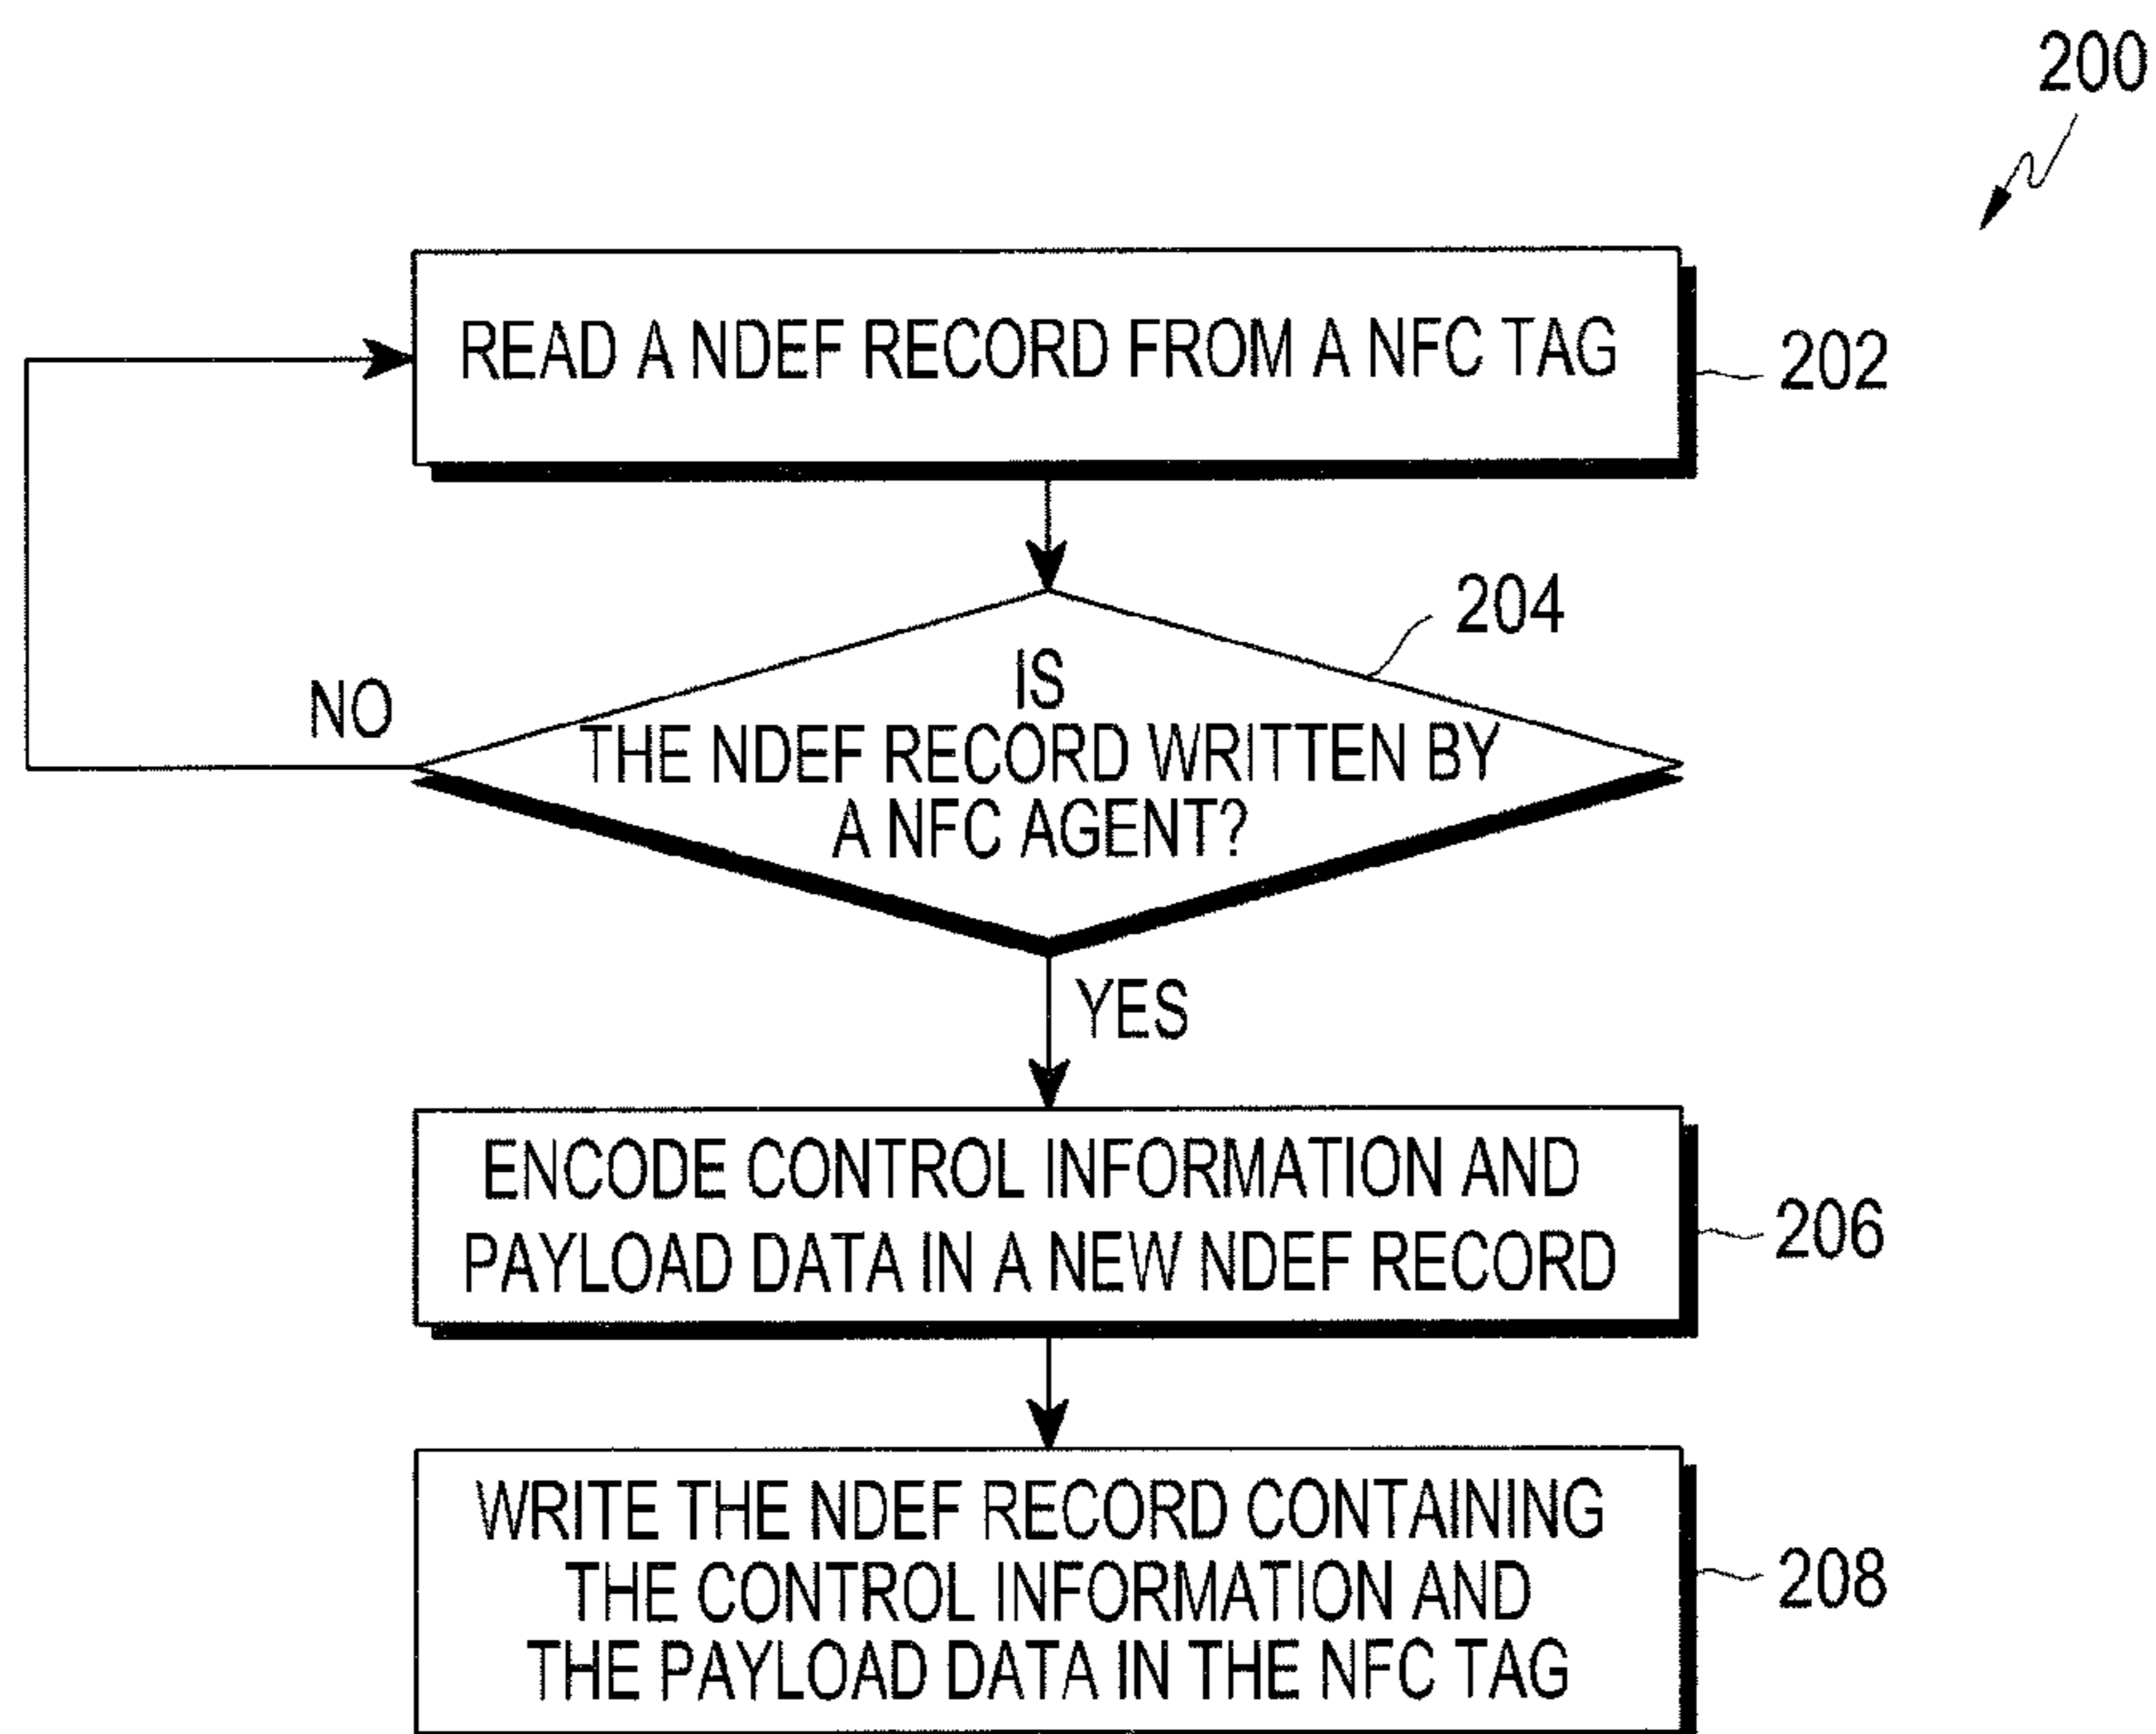 200
READ A NDEF RECORD FROM A NFC TAG
202
204
IS
THE NDEF RECORD WRITTEN BY
A NFC AGENT?
NO
YES
ENCODE CONTROL INFORMATION AND
PAYLOAD DATA IN A NEW NDEF RECORD
206
WRITE THE NDEF RECORD CONTAINING
THE CONTROL INFORMATION AND
THE PAYLOAD DATA IN THE NFC TAG
208